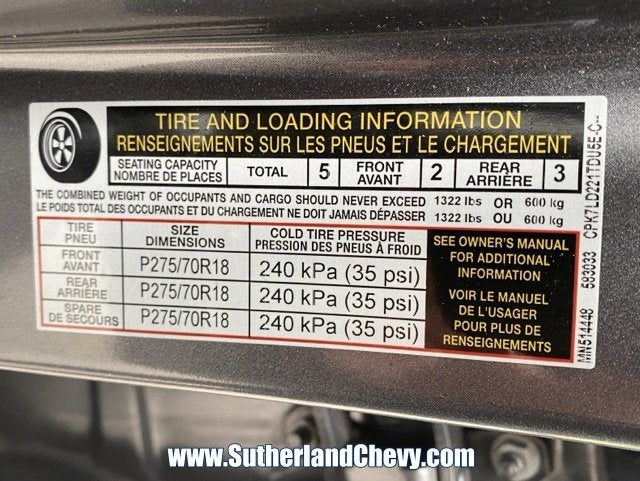 TIRE AND LOADING INFORMATION
RENSEIGNEMENTS SUR LES PNEUS ET LE CHARGEMENT
SEATING CAPACITY
NOMBRE DE PLACES
TOTAL 5
FRONT
AVANT
2
REAR
ARRIÈRE
3
THE COMBINED WEIGHT OF OCCUPANTS AND CARGO SHOULD NEVER EXCEED 1322 lbs OR 600 kg
LE POIDS TOTAL DES OCCUPANTS ET DU CHARGEMENT NE DOIT JAMAIS DÉPASSER 1322 lbs OU 600 kg
TIRE
PNEU
SIZE
DIMENSIONS
COLD TIRE PRESSURE
PRESSION DES PNEUS À FROID
FRONT
AVANT
P275/70R18 240 kPa (35 psi)
REAR
ARRIÈRE
P275/70R18 240 kPa (35 psi)
SPARE
DE SECOURS
P275/70R18 240 kPa (35 psi)
SEE OWNER'S MANUAL
FOR ADDITIONAL
INFORMATION
VOIR LE MANUEL
DE L'USAGER
POUR PLUS DE
RENSEIGNEMENTS
MN514448 583033 CPK7LD221TDU5E-C--
www.SutherlandChevy.com